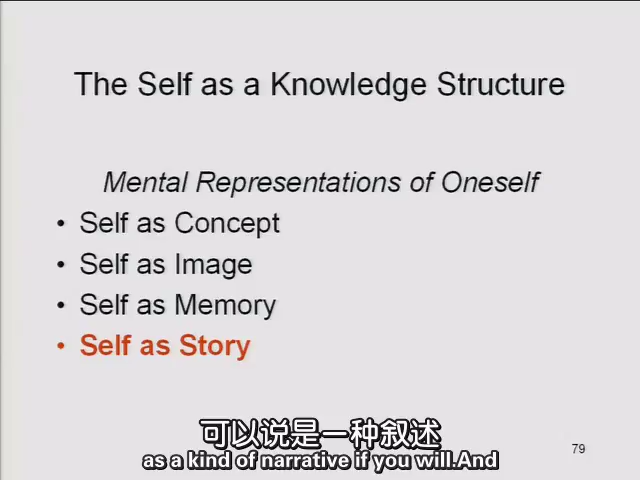 The Self as a Knowledge Structure
Mental Representations of Oneself
• Self as Concept
• Self as Image
• Self as Memory
• Self as Story
可以说是一种叙述
as a kind of narrative if you will.And
79